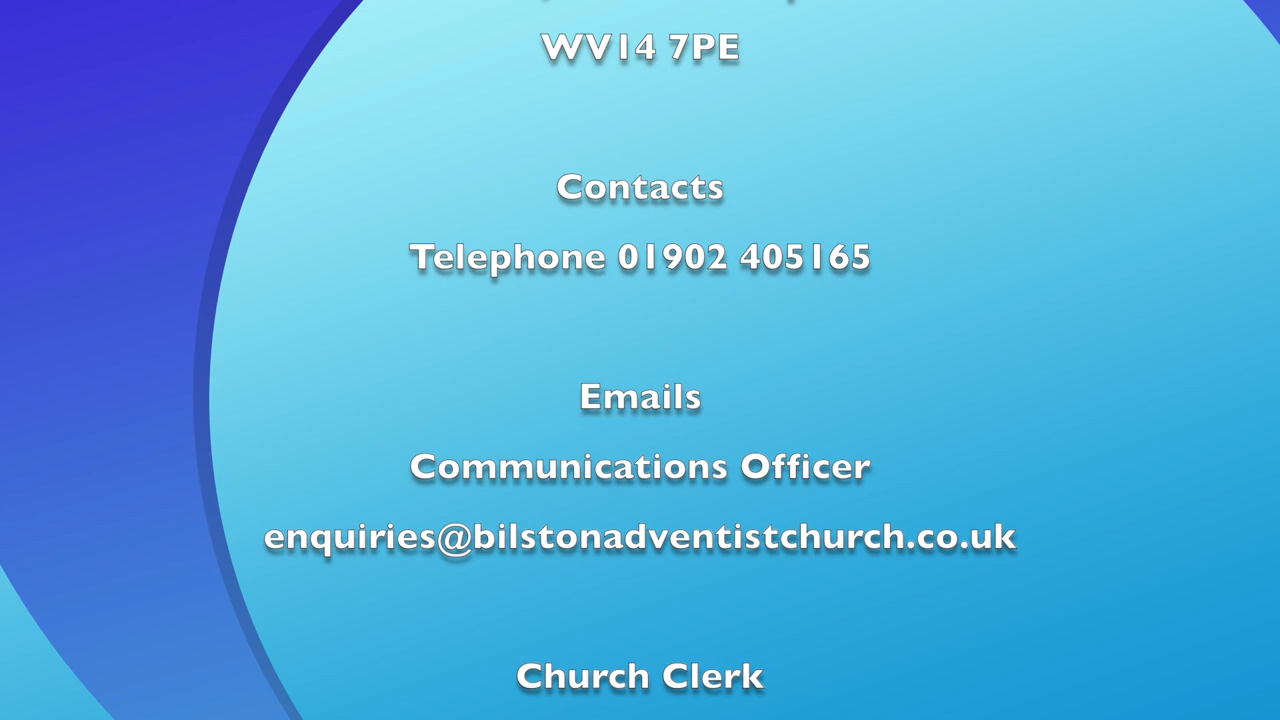 WV14 7PE
Contacts
Telephone 01902 405165
Emails
Communications Officer
enquiries@bilstonadventistchurch.co.uk
Church Clerk